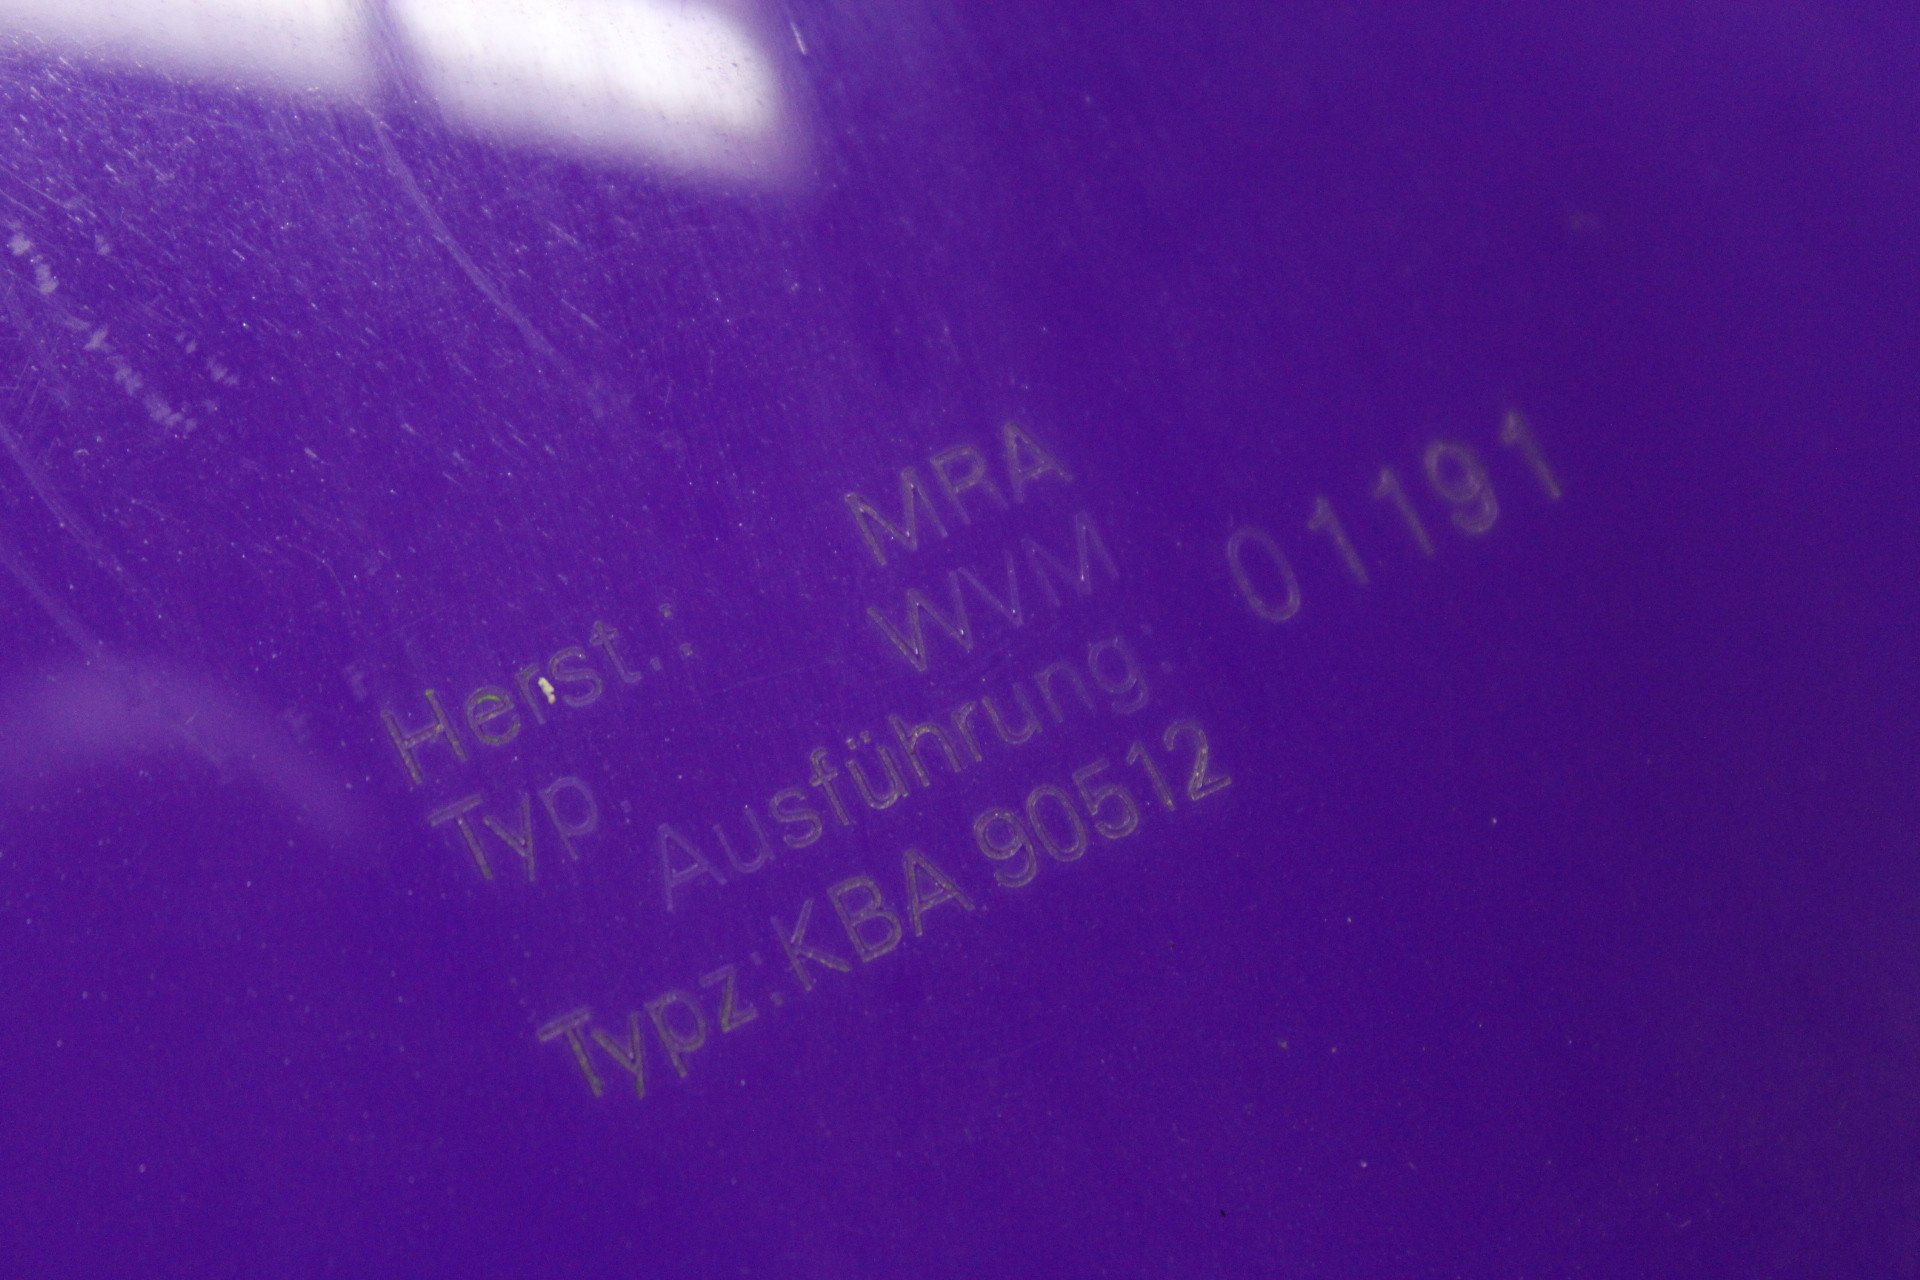 Herst.: MRA
Typ: WVM
Ausführung: 01191
Typz.:KBA 90512